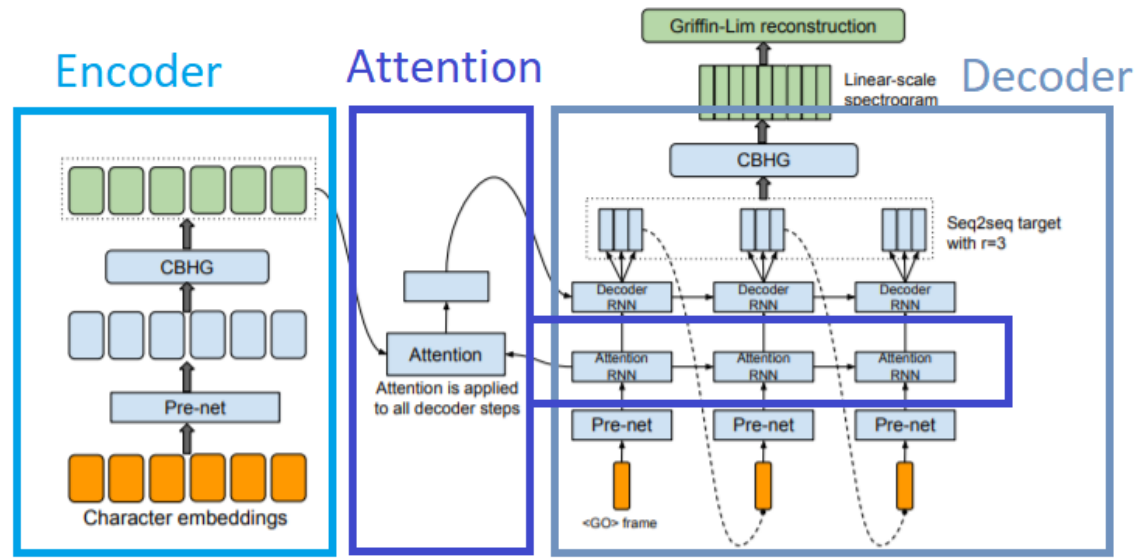 Encoder
Attention
Decoder
Griffin-Lim reconstruction
Linear-scale
spectrogram
CBHG
Seq2seq target
with r=3
CBHG
Pre-net
Character embeddings
Attention
Attention is applied
to all decoder steps
Decoder
RNN
Decoder
RNN
Decoder
RNN
Attention
RNN
Attention
RNN
Attention
RNN
Pre-net
Pre-net
Pre-net
<GO> frame